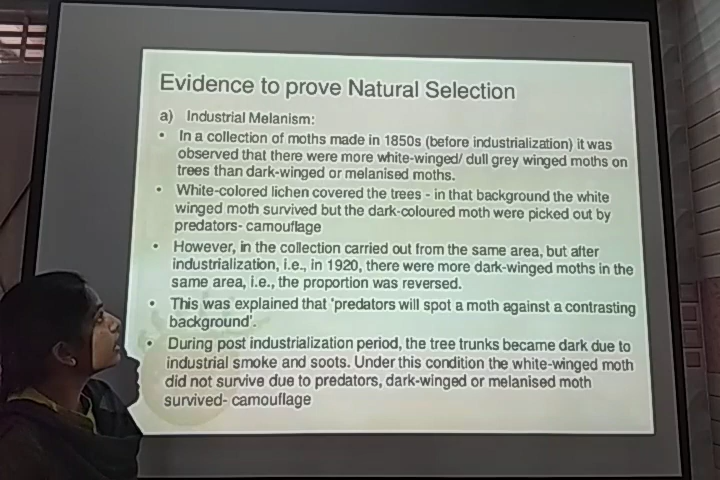 Evidence to prove Natural Selection
a) Industrial Melanism:
• In a collection of moths made in 1850s (before industrialization) it was
observed that there were more white-winged/ dull grey winged moths on
trees than dark-winged or melanised moths.
• White-colored lichen covered the trees - in that background the white
winged moth survived but the dark-coloured moth were picked out by
predators- camouflage
• However, in the collection carried out from the same area, but after
industrialization, i.e., in 1920, there were more dark-winged moths in the
same area, i.e., the proportion was reversed.
• This was explained that 'predators will spot a moth against a contrasting
background'.
• During post industrialization period, the tree trunks became dark due to
industrial smoke and soots. Under this condition the white-winged moth
did not survive due to predators, dark-winged or melanised moth
survived- camouflage